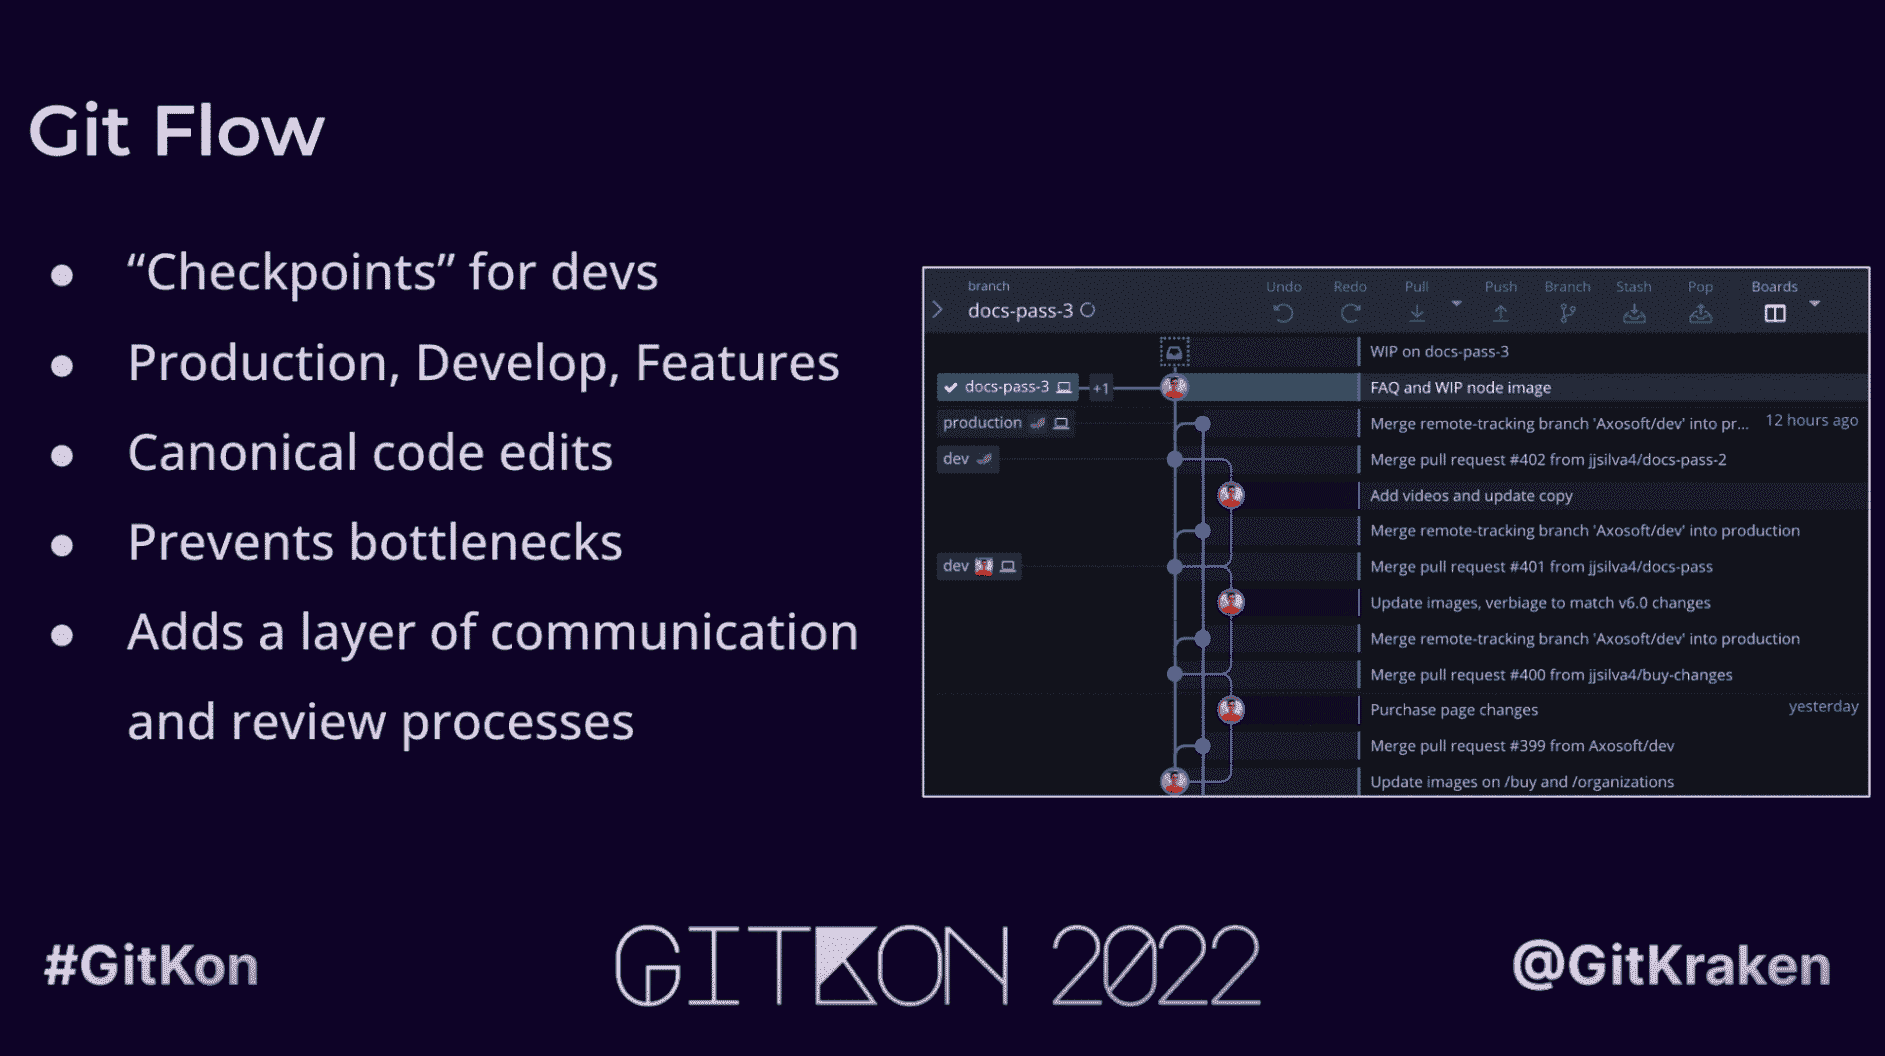 Git Flow
“Checkpoints” for devs
Production, Develop, Features
Canonical code edits
Prevents bottlenecks
Adds a layer of communication
and review processes
branch
docs-pass-3
Undo Redo Pull Push Branch Stash Pop Boards
WIP on docs-pass-3
docs-pass-3 +1 FAQ and WIP node image
production Merge remote-tracking branch 'Axosoft/dev' into pr... 12 hours ago
dev Merge pull request #402 from jjsilva4/docs-pass-2
Add videos and update copy
Merge remote-tracking branch 'Axosoft/dev' into production
dev Merge pull request #401 from jjsilva4/docs-pass
Update images, verbiage to match v6.0 changes
Merge remote-tracking branch 'Axosoft/dev' into production
Merge pull request #400 from jjsilva4/buy-changes
Purchase page changes yesterday
Merge pull request #399 from Axosoft/dev
Update images on /buy and /organizations
#GitKon
GITKON 2022
@GitKraken